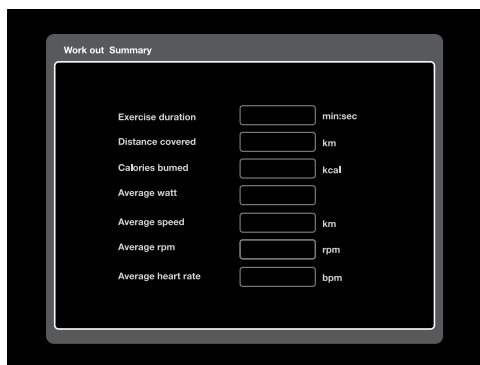 Work out Summary
Exercise duration min:sec
Distance covered km
Calories bumed kcal
Average watt
Average speed km
Average rpm rpm
Average heart rate bpm